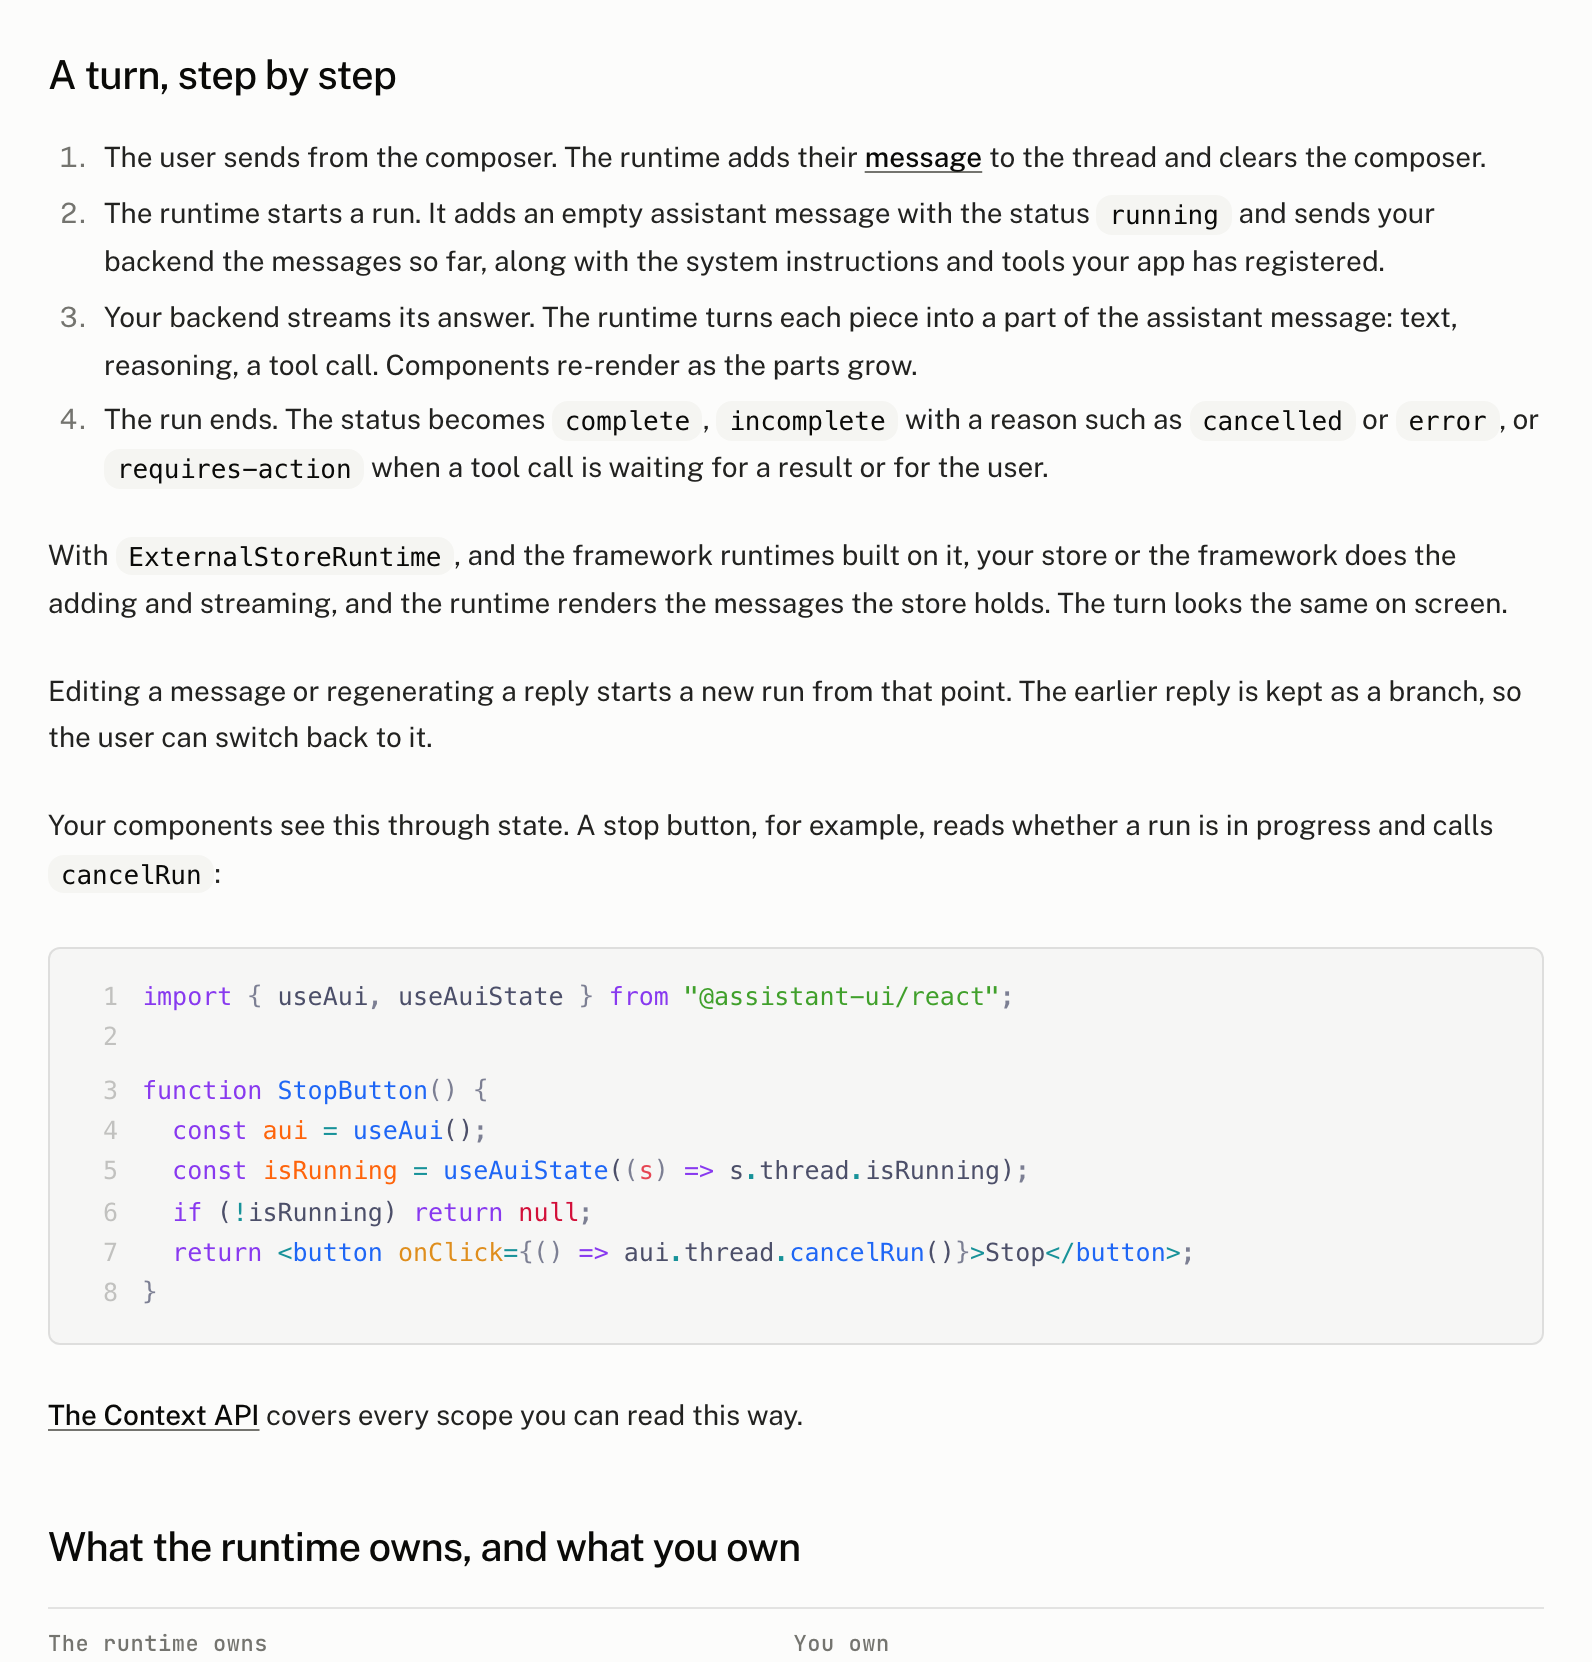 A turn, step by step
1. The user sends from the composer. The runtime adds their message to the thread and clears the composer.
2. The runtime starts a run. It adds an empty assistant message with the status running and sends your
backend the messages so far, along with the system instructions and tools your app has registered.
3. Your backend streams its answer. The runtime turns each piece into a part of the assistant message: text,
reasoning, a tool call. Components re-render as the parts grow.
4. The run ends. The status becomes complete, incomplete with a reason such as cancelled or error, or
requires-action when a tool call is waiting for a result or for the user.
With ExternalStoreRuntime, and the framework runtimes built on it, your store or the framework does the
adding and streaming, and the runtime renders the messages the store holds. The turn looks the same on screen.
Editing a message or regenerating a reply starts a new run from that point. The earlier reply is kept as a branch, so
the user can switch back to it.
Your components see this through state. A stop button, for example, reads whether a run is in progress and calls
cancelRun:
1 import { useAui, useAuiState } from "@assistant-ui/react";
2
3 function StopButton() {
4   const aui = useAui();
5   const isRunning = useAuiState((s) => s.thread.isRunning);
6   if (!isRunning) return null;
7   return <button onClick={() => aui.thread.cancelRun()}>Stop</button>;
8 }
The Context API covers every scope you can read this way.
What the runtime owns, and what you own
The runtime owns You own